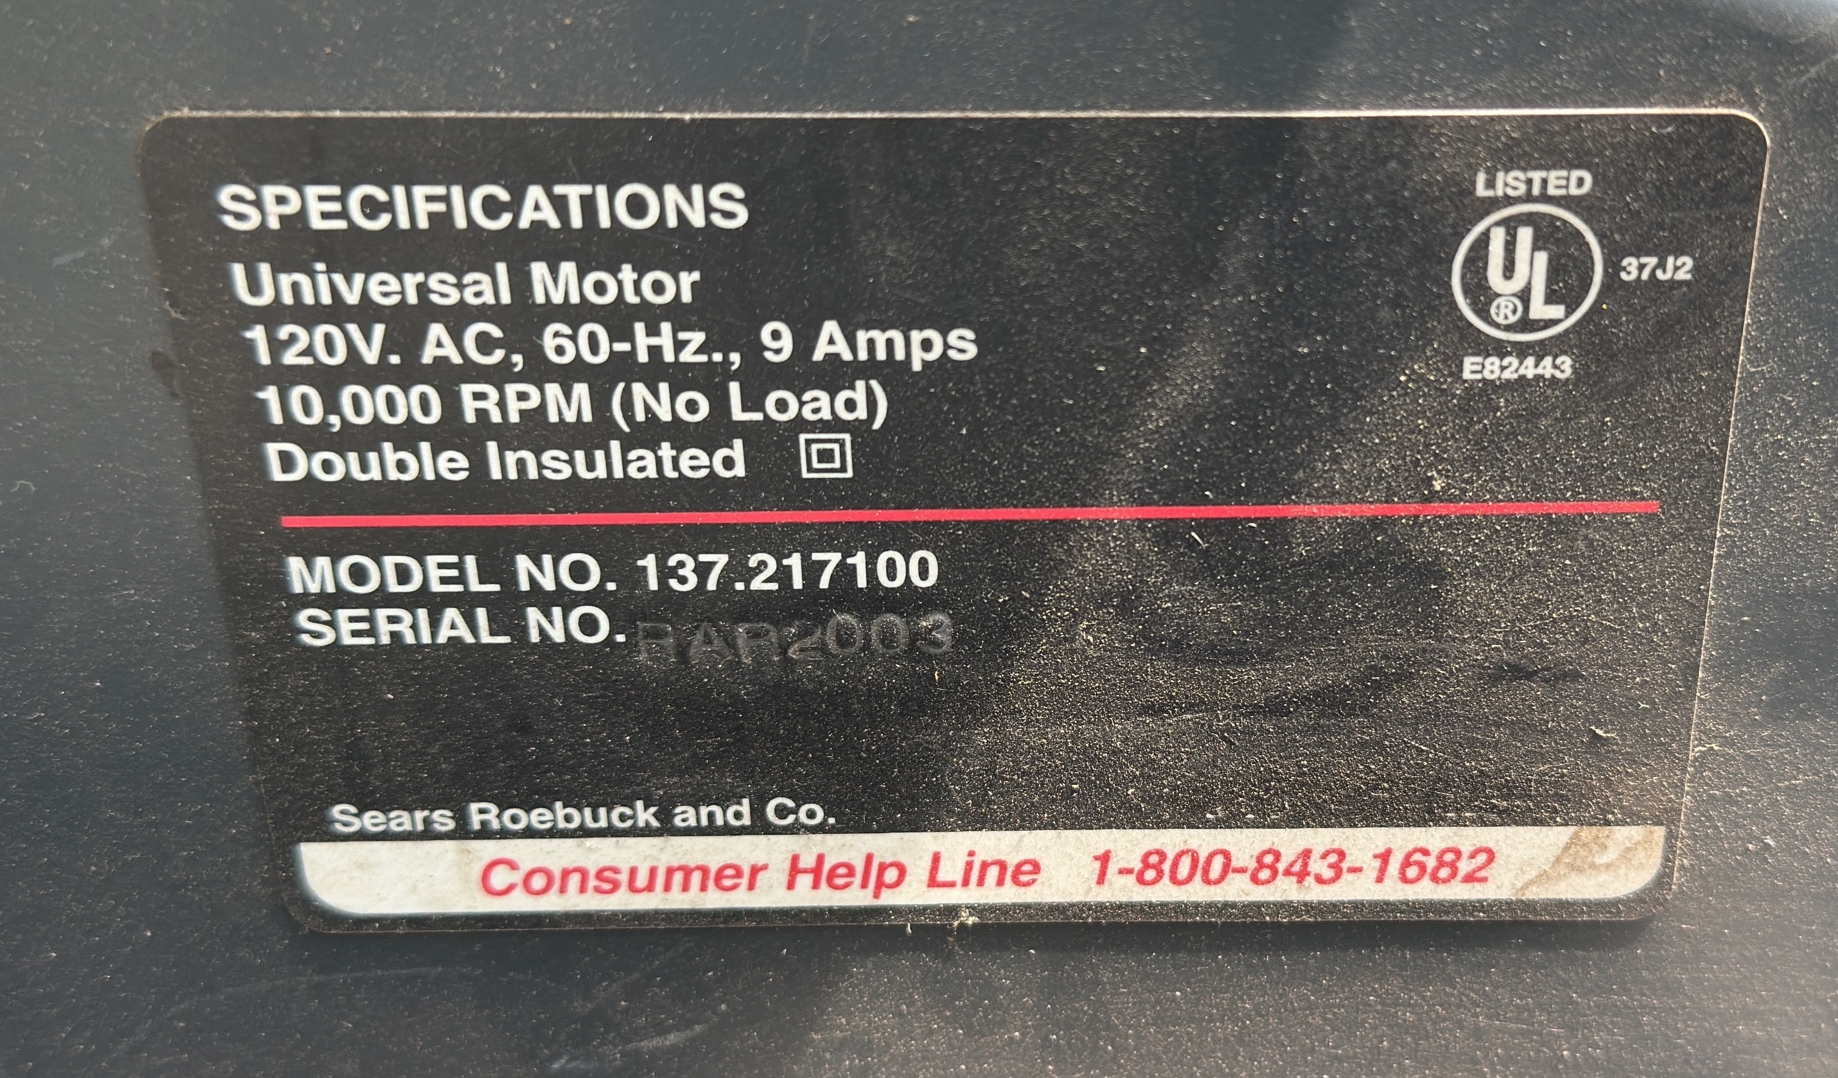 SPECIFICATIONS
Universal Motor
120V. AC, 60-Hz., 9 Amps
10,000 RPM (No Load)
Double Insulated
LISTED
UL
®
37J2
E82443
MODEL NO. 137.217100
SERIAL NO. RAR2003
Sears Roebuck and Co.
Consumer Help Line 1-800-843-1682